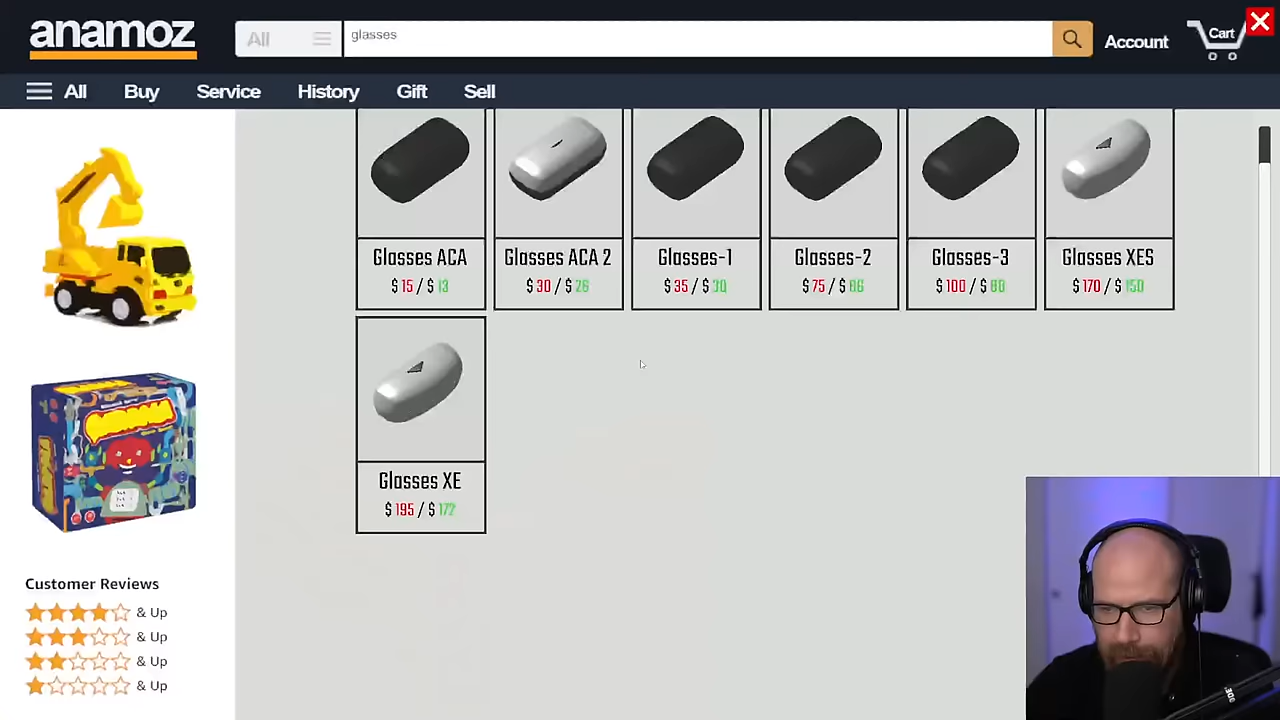 anamoz
All
glasses
Account
Cart
All
Buy
Service
History
Gift
Sell
Glasses ACA
$ 15 / $ 13
Glasses ACA 2
$ 30 / $ 26
Glasses-1
$ 35 / $ 30
Glasses-2
$ 75 / $ 66
Glasses-3
$ 100 / $ 88
Glasses XES
$ 170 / $ 150
Glasses XE
$ 195 / $ 172
Customer Reviews
& Up
& Up
& Up
& Up